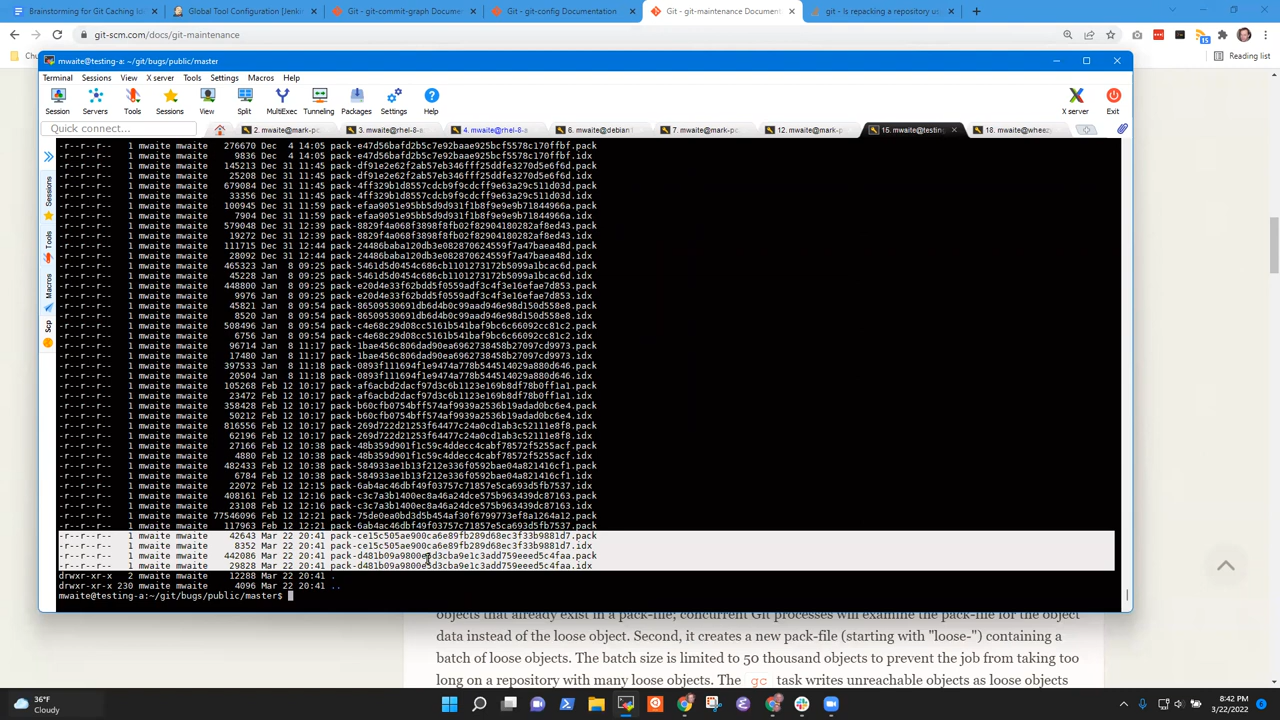 Brainstorming for Git Caching Ide
Global Tool Configuration [Jenkin
Git - git-commit-graph Docume
Git - git-config Documentation
Git - git-maintenance Document
git - Is repacking a repository us
git-scm.com/docs/git-maintenance
15
Chu
Reading list
mwaite@testing-a: ~/git/bugs/public/master
Terminal Sessions View X server Tools Settings Macros Help
Session Servers Tools Sessions View Split MultiExec Tunneling Packages Settings Help X server Exit
Quick connect...
2. mwaite@mark-pc
3. mwaite@rhel-8-a
4. mwaite@rhel-8-a
6. mwaite@debian
7. mwaite@mark-pc
12. mwaite@mark-p
15. mwaite@testing
18. mwaite@wheez
Sessions
Tools
Macros
Scp
-r--r--r-- 1 mwaite mwaite 276670 Dec 4 14:05 pack-e47d56bafd2b5c7e92baae925bcf5578c170ffbf.pack
-r--r--r-- 1 mwaite mwaite 9836 Dec 4 14:05 pack-e47d56bafd2b5c7e92baae925bcf5578c170ffbf.idx
-r--r--r-- 1 mwaite mwaite 145213 Dec 31 11:45 pack-df91e2e62af52d57eb346fff25ddfe3270d5e6f6d.pack
-r--r--r-- 1 mwaite mwaite 25208 Dec 31 11:45 pack-df91e2e62af52d57eb346fff25ddfe3270d5e6f6d.idx
-r--r--r-- 1 mwaite mwaite 679084 Dec 31 11:45 pack-4ff329b1d8557cdcb9f9cdcff9e63a29c511d03d.pack
-r--r--r-- 1 mwaite mwaite 33356 Dec 31 11:45 pack-4ff329b1d8557cdcb9f9cdcff9e63a29c511d03d.idx
-r--r--r-- 1 mwaite mwaite 100945 Dec 31 11:59 pack-efaa9051e95bb5d9d931f1b8f9e9e9b71844966a.pack
-r--r--r-- 1 mwaite mwaite 7904 Dec 31 11:59 pack-efaa9051e95bb5d9d931f1b8f9e9e9b71844966a.idx
-r--r--r-- 1 mwaite mwaite 579048 Dec 31 12:39 pack-8829f4a068f3898f8fb02f82904180282af8ed43.pack
-r--r--r-- 1 mwaite mwaite 19272 Dec 31 12:39 pack-8829f4a068f3898f8fb02f82904180282af8ed43.idx
-r--r--r-- 1 mwaite mwaite 111715 Dec 31 12:44 pack-24486baba120db3e082870624559f7a47baea48d.pack
-r--r--r-- 1 mwaite mwaite 28092 Dec 31 12:44 pack-24486baba120db3e082870624559f7a47baea48d.idx
-r--r--r-- 1 mwaite mwaite 465323 Jan 8 09:25 pack-5461d5d0454c686cb1101273172b5099a1bcab6d.pack
-r--r--r-- 1 mwaite mwaite 45228 Jan 8 09:25 pack-5461d5d0454c686cb1101273172b5099a1bcab6d.idx
-r--r--r-- 1 mwaite mwaite 448800 Jan 8 09:25 pack-e20d4e33f62bdf5f0559adf3c4f3e16efae7d853.pack
-r--r--r-- 1 mwaite mwaite 9976 Jan 8 09:25 pack-e20d4e33f62bdf5f0559adf3c4f3e16efae7d853.idx
-r--r--r-- 1 mwaite mwaite 45821 Jan 8 09:54 pack-86509530691db6d4b0c99aad946e98d150d558e8.pack
-r--r--r-- 1 mwaite mwaite 8520 Jan 8 09:54 pack-86509530691db6d4b0c99aad946e98d150d558e8.idx
-r--r--r-- 1 mwaite mwaite 508496 Jan 8 09:54 pack-c4e68c29d08cc5161b541baf9bc6c66092cc81c2.pack
-r--r--r-- 1 mwaite mwaite 6756 Jan 8 09:54 pack-c4e68c29d08cc5161b541baf9bc6c66092cc81c2.idx
-r--r--r-- 1 mwaite mwaite 96714 Jan 8 11:17 pack-1bae456c806dad90ea6962738458b27097cd9973.pack
-r--r--r-- 1 mwaite mwaite 17480 Jan 8 11:17 pack-1bae456c806dad90ea6962738458b27097cd9973.idx
-r--r--r-- 1 mwaite mwaite 397533 Jan 8 11:18 pack-0893f111694f10e9474a778b544514929a880d646.pack
-r--r--r-- 1 mwaite mwaite 20504 Jan 8 11:18 pack-0893f111694f10e9474a778b544514929a880d646.idx
-r--r--r-- 1 mwaite mwaite 105268 Feb 12 10:17 pack-af6acbd2dacf97d3c6b1123e169b8df78b0ff1a1.pack
-r--r--r-- 1 mwaite mwaite 23472 Feb 12 10:17 pack-af6acbd2dacf97d3c6b1123e169b8df78b0ff1a1.idx
-r--r--r-- 1 mwaite mwaite 358428 Feb 12 10:17 pack-b60cfb0754bff54af9939a2536b19adad0bc6e4.pack
-r--r--r-- 1 mwaite mwaite 50212 Feb 12 10:17 pack-b60cfb0754bff54af9939a2536b19adad0bc6e4.idx
-r--r--r-- 1 mwaite mwaite 816556 Feb 12 10:17 pack-269d722d21253f64477c24a0cd1ab3c52111e8f8.pack
-r--r--r-- 1 mwaite mwaite 62196 Feb 12 10:17 pack-269d722d21253f64477c24a0cd1ab3c52111e8f8.idx
-r--r--r-- 1 mwaite mwaite 27166 Feb 12 10:38 pack-48b359d901f1c59c4ddecc4cabf78572f5255acf.pack
-r--r--r-- 1 mwaite mwaite 4880 Feb 12 10:38 pack-48b359d901f1c59c4ddecc4cabf78572f5255acf.idx
-r--r--r-- 1 mwaite mwaite 482433 Feb 12 10:38 pack-584933ae1b13f212e336f0592bae04a821416cf1.pack
-r--r--r-- 1 mwaite mwaite 6784 Feb 12 10:38 pack-584933ae1b13f212e336f0592bae04a821416cf1.idx
-r--r--r-- 1 mwaite mwaite 22072 Feb 12 12:15 pack-6ab4ac46dbf49f03757c71857e5ca693d5fb7537.idx
-r--r--r-- 1 mwaite mwaite 408161 Feb 12 12:16 pack-c3c7a3b1400ec8a46a24dce575b963439dc87163.pack
-r--r--r-- 1 mwaite mwaite 23108 Feb 12 12:16 pack-c3c7a3b1400ec8a46a24dce575b963439dc87163.idx
-r--r--r-- 1 mwaite mwaite 77546096 Feb 12 12:21 pack-75de0ea0bd3d5b454af30f6799973ef8a1264a12.pack
-r--r--r-- 1 mwaite mwaite 117963 Feb 12 12:21 pack-6ab4ac46dbf49f03757c71857e5ca693d5fb7537.pack
-r--r--r-- 1 mwaite mwaite 42643 Mar 22 20:41 pack-ce15c505ae900ca6e89fb289d68ec3f33b9881d7.pack
-r--r--r-- 1 mwaite mwaite 8352 Mar 22 20:41 pack-ce15c505ae900ca6e89fb289d68ec3f33b9881d7.idx
-r--r--r-- 1 mwaite mwaite 442086 Mar 22 20:41 pack-d481b09a9800e5d3cba9e1c3add759eeed5c4faa.pack
-r--r--r-- 1 mwaite mwaite 29828 Mar 22 20:41 pack-d481b09a9800e5d3cba9e1c3add759eeed5c4faa.idx
drwxr-xr-x 2 mwaite mwaite 12288 Mar 22 20:41 .
drwxr-xr-x 230 mwaite mwaite 4096 Mar 22 20:41 ..
mwaite@testing-a:~/git/bugs/public/master$
objects that already exist in a pack-file; concurrent Git processes will examine the pack-file for the object
data instead of the loose object. Second, it creates a new pack-file (starting with "loose-") containing a
batch of loose objects. The batch size is limited to 50 thousand objects to prevent the job from taking too
long on a repository with many loose objects. The gc task writes unreachable objects as loose objects
36°F
Cloudy
8:42 PM
3/22/2022
6